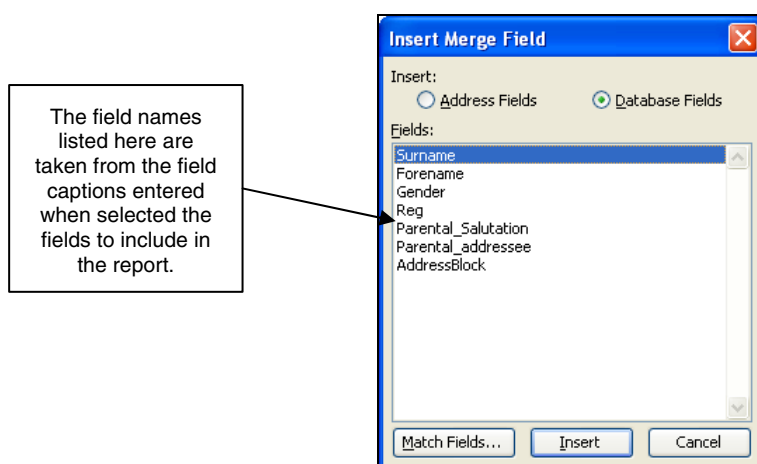 The field names
listed here are
taken from the field
captions entered
when selected the
fields to include in
the report.
Insert Merge Field
Insert:
Address Fields
Database Fields
Fields:
Surname
Forename
Gender
Reg
Parental_Salutation
Parental_addressee
AddressBlock
Match Fields...
Insert
Cancel